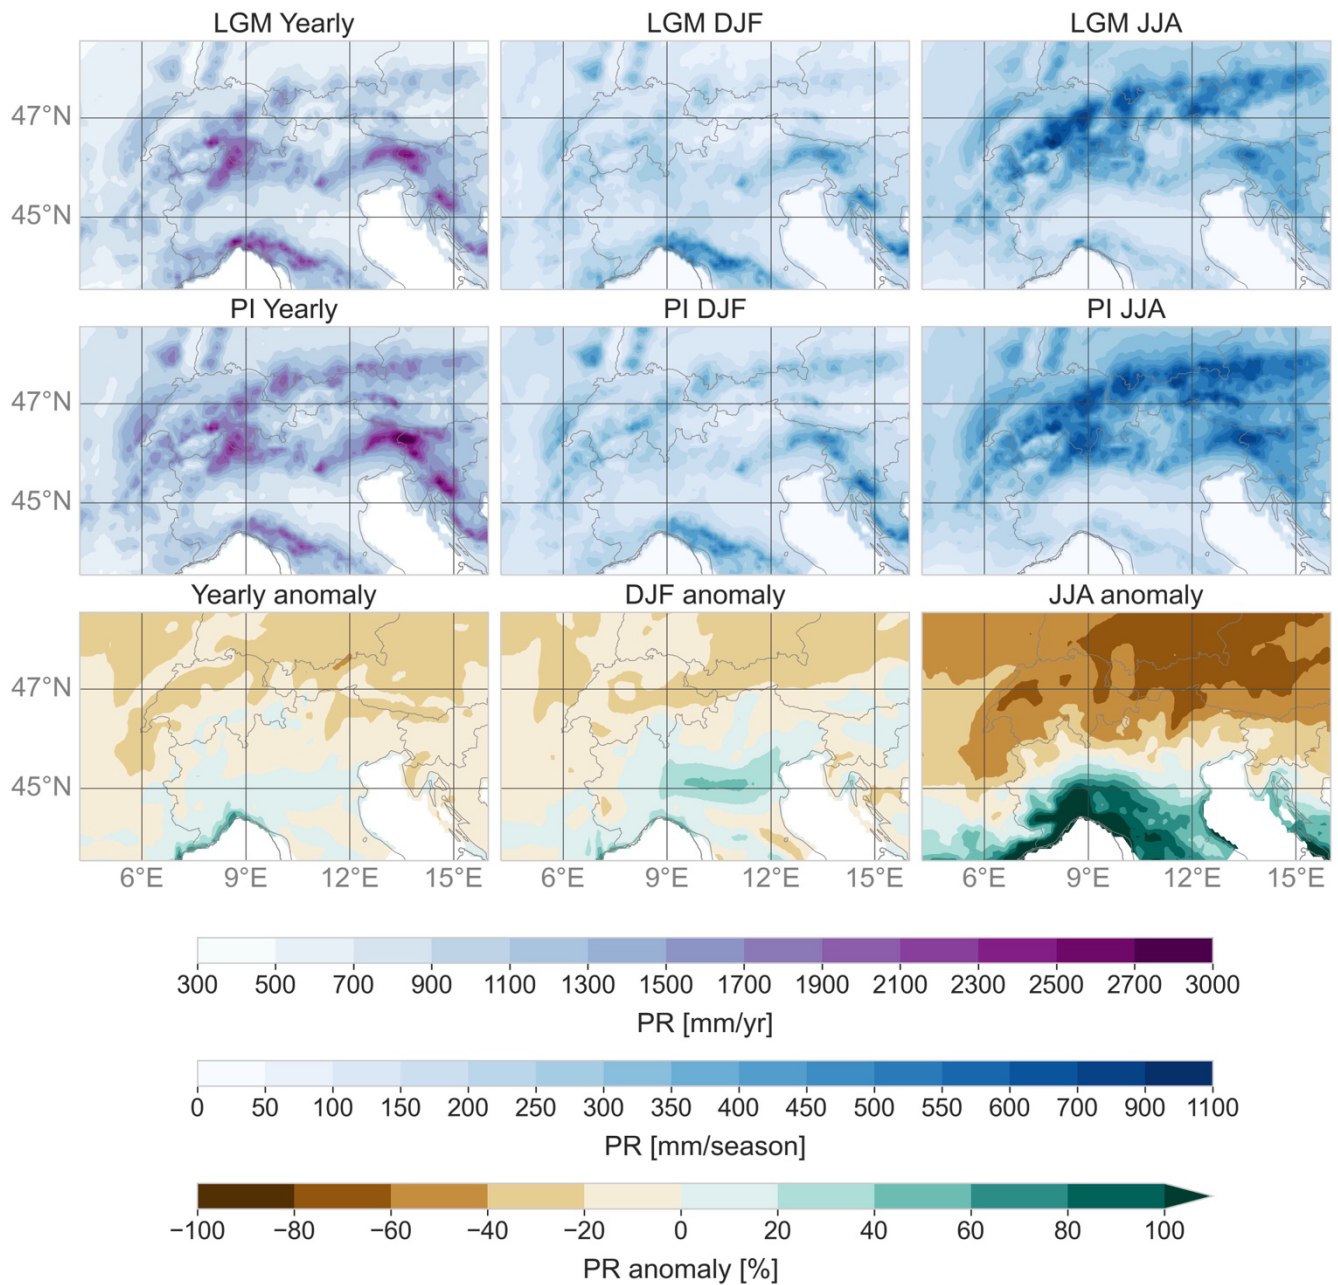 LGM Yearly LGM DJF LGM JJA
47°N
45°N
PI Yearly PI DJF PI JJA
47°N
45°N
Yearly anomaly DJF anomaly JJA anomaly
47°N
45°N
6°E 9°E 12°E 15°E 6°E 9°E 12°E 15°E 6°E 9°E 12°E 15°E
300 500 700 900 1100 1300 1500 1700 1900 2100 2300 2500 2700 3000
PR [mm/yr]
0 50 100 150 200 250 300 350 400 450 500 550 600 700 900 1100
PR [mm/season]
−100 −80 −60 −40 −20 0 20 40 60 80 100
PR anomaly [%]